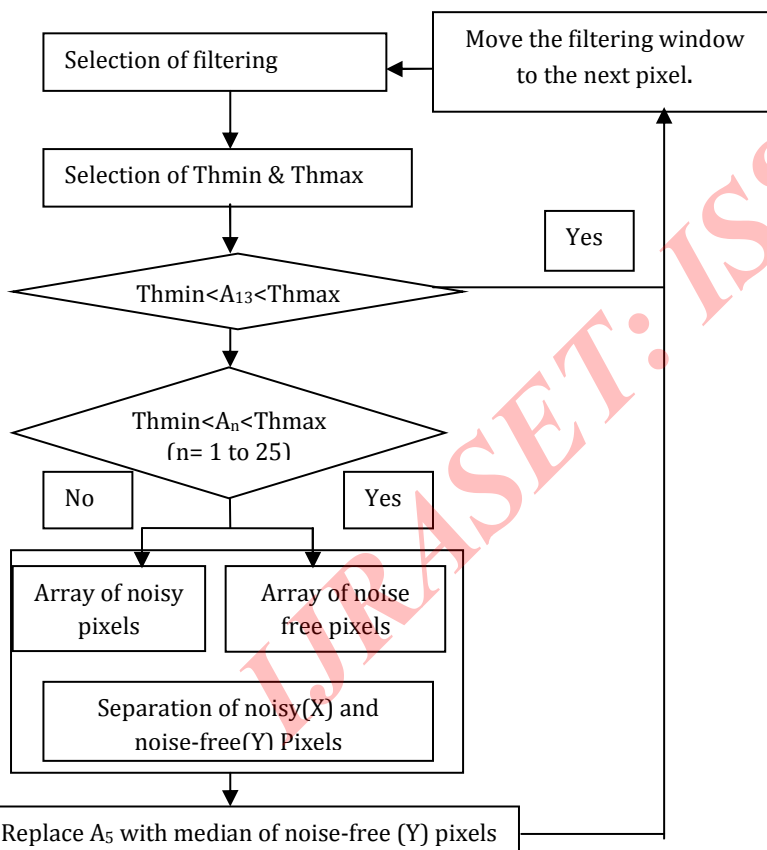 Move the filtering window
to the next pixel.
Selection of filtering
Selection of Thmin & Thmax
Yes
Thmin<A₁₃<Thmax
Thmin<Aₙ<Thmax
(n= 1 to 25)
No
Yes
Array of noisy
pixels
Array of noise
free pixels
Separation of noisy(X) and
noise-free(Y) Pixels
Replace A₅ with median of noise-free (Y) pixels
IJRASET: ISS